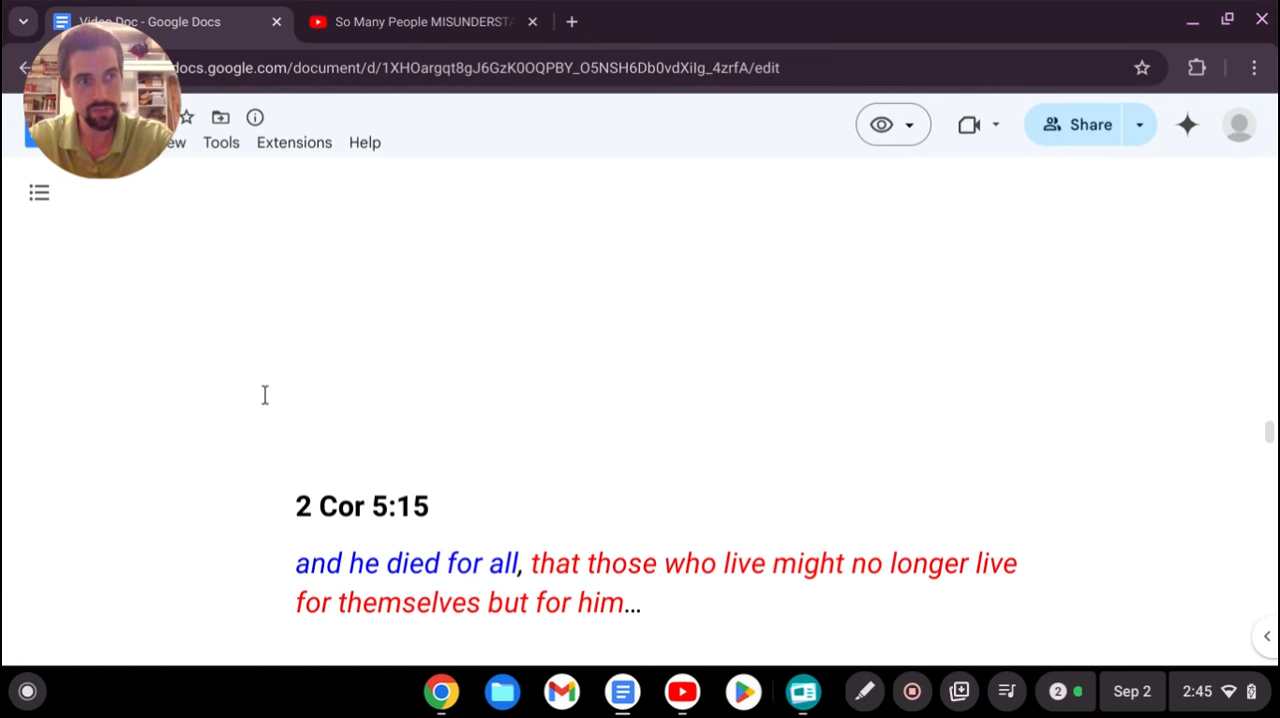 Video Doc - Google Docs
So Many People MISUNDERSTA
docs.google.com/document/d/1XHOargqt8gJ6GzK0OQPBY_O5NSH6Db0vdXiIg_4zrfA/edit
Tools Extensions Help
Share
2 Cor 5:15
and he died for all, that those who live might no longer live
for themselves but for him...
2
Sep 2
2:45